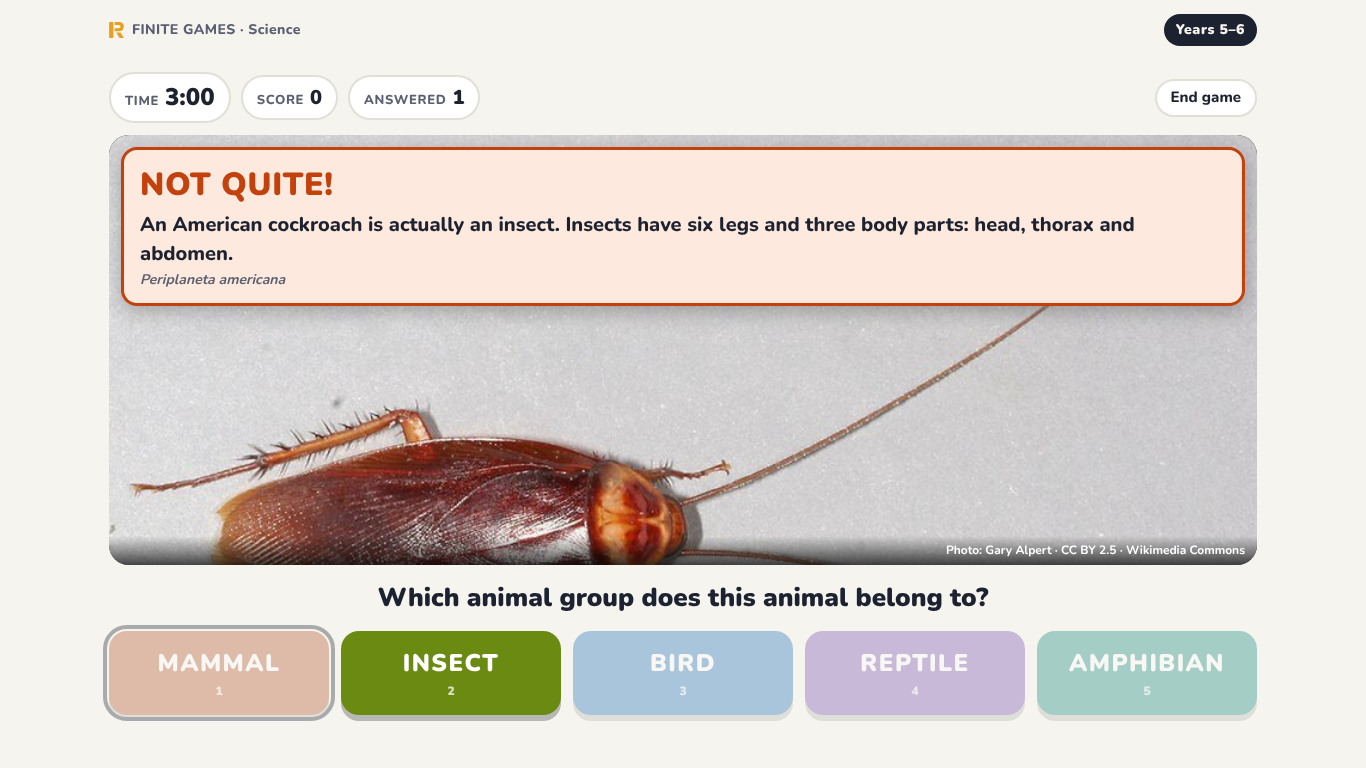 FINITE GAMES · Science
Years 5–6
TIME 3:00
SCORE 0
ANSWERED 1
End game
NOT QUITE!
An American cockroach is actually an insect. Insects have six legs and three body parts: head, thorax and
abdomen.
Periplaneta americana
Photo: Gary Alpert · CC BY 2.5 · Wikimedia Commons
Which animal group does this animal belong to?
MAMMAL
1
INSECT
2
BIRD
3
REPTILE
4
AMPHIBIAN
5